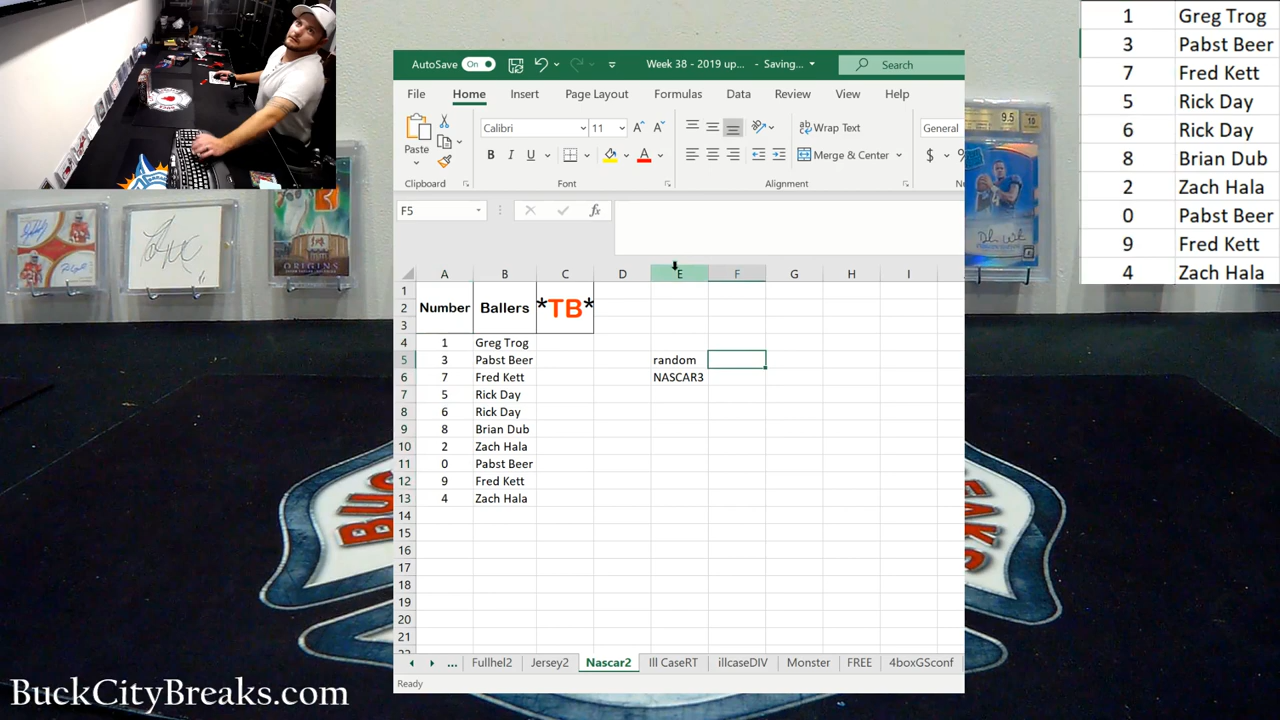 AutoSave On Week 38 - 2019 up... - Saving... Search
File Home Insert Page Layout Formulas Data Review View Help
Calibri 11 A A Wrap Text General
Paste B I U A Merge & Center $ %
Clipboard Font Alignment
F5 fx
A B C D E F G H I
1
2 Number Ballers *TB*
3
4 1 Greg Trog
5 3 Pabst Beer random
6 7 Fred Kett NASCAR3
7 5 Rick Day
8 6 Rick Day
9 8 Brian Dub
10 2 Zach Hala
11 0 Pabst Beer
12 9 Fred Kett
13 4 Zach Hala
14
15
16
17
18
19
20
21
... Fullhel2 Jersey2 Nascar2 Ill CaseRT illcaseDIV Monster FREE 4boxGSconf
Ready
1 Greg Trog
3 Pabst Beer
7 Fred Kett
5 Rick Day
6 Rick Day
8 Brian Dub
2 Zach Hala
0 Pabst Beer
9 Fred Kett
4 Zach Hala
ORIGINS
9.5 10
BuckCityBreaks.com